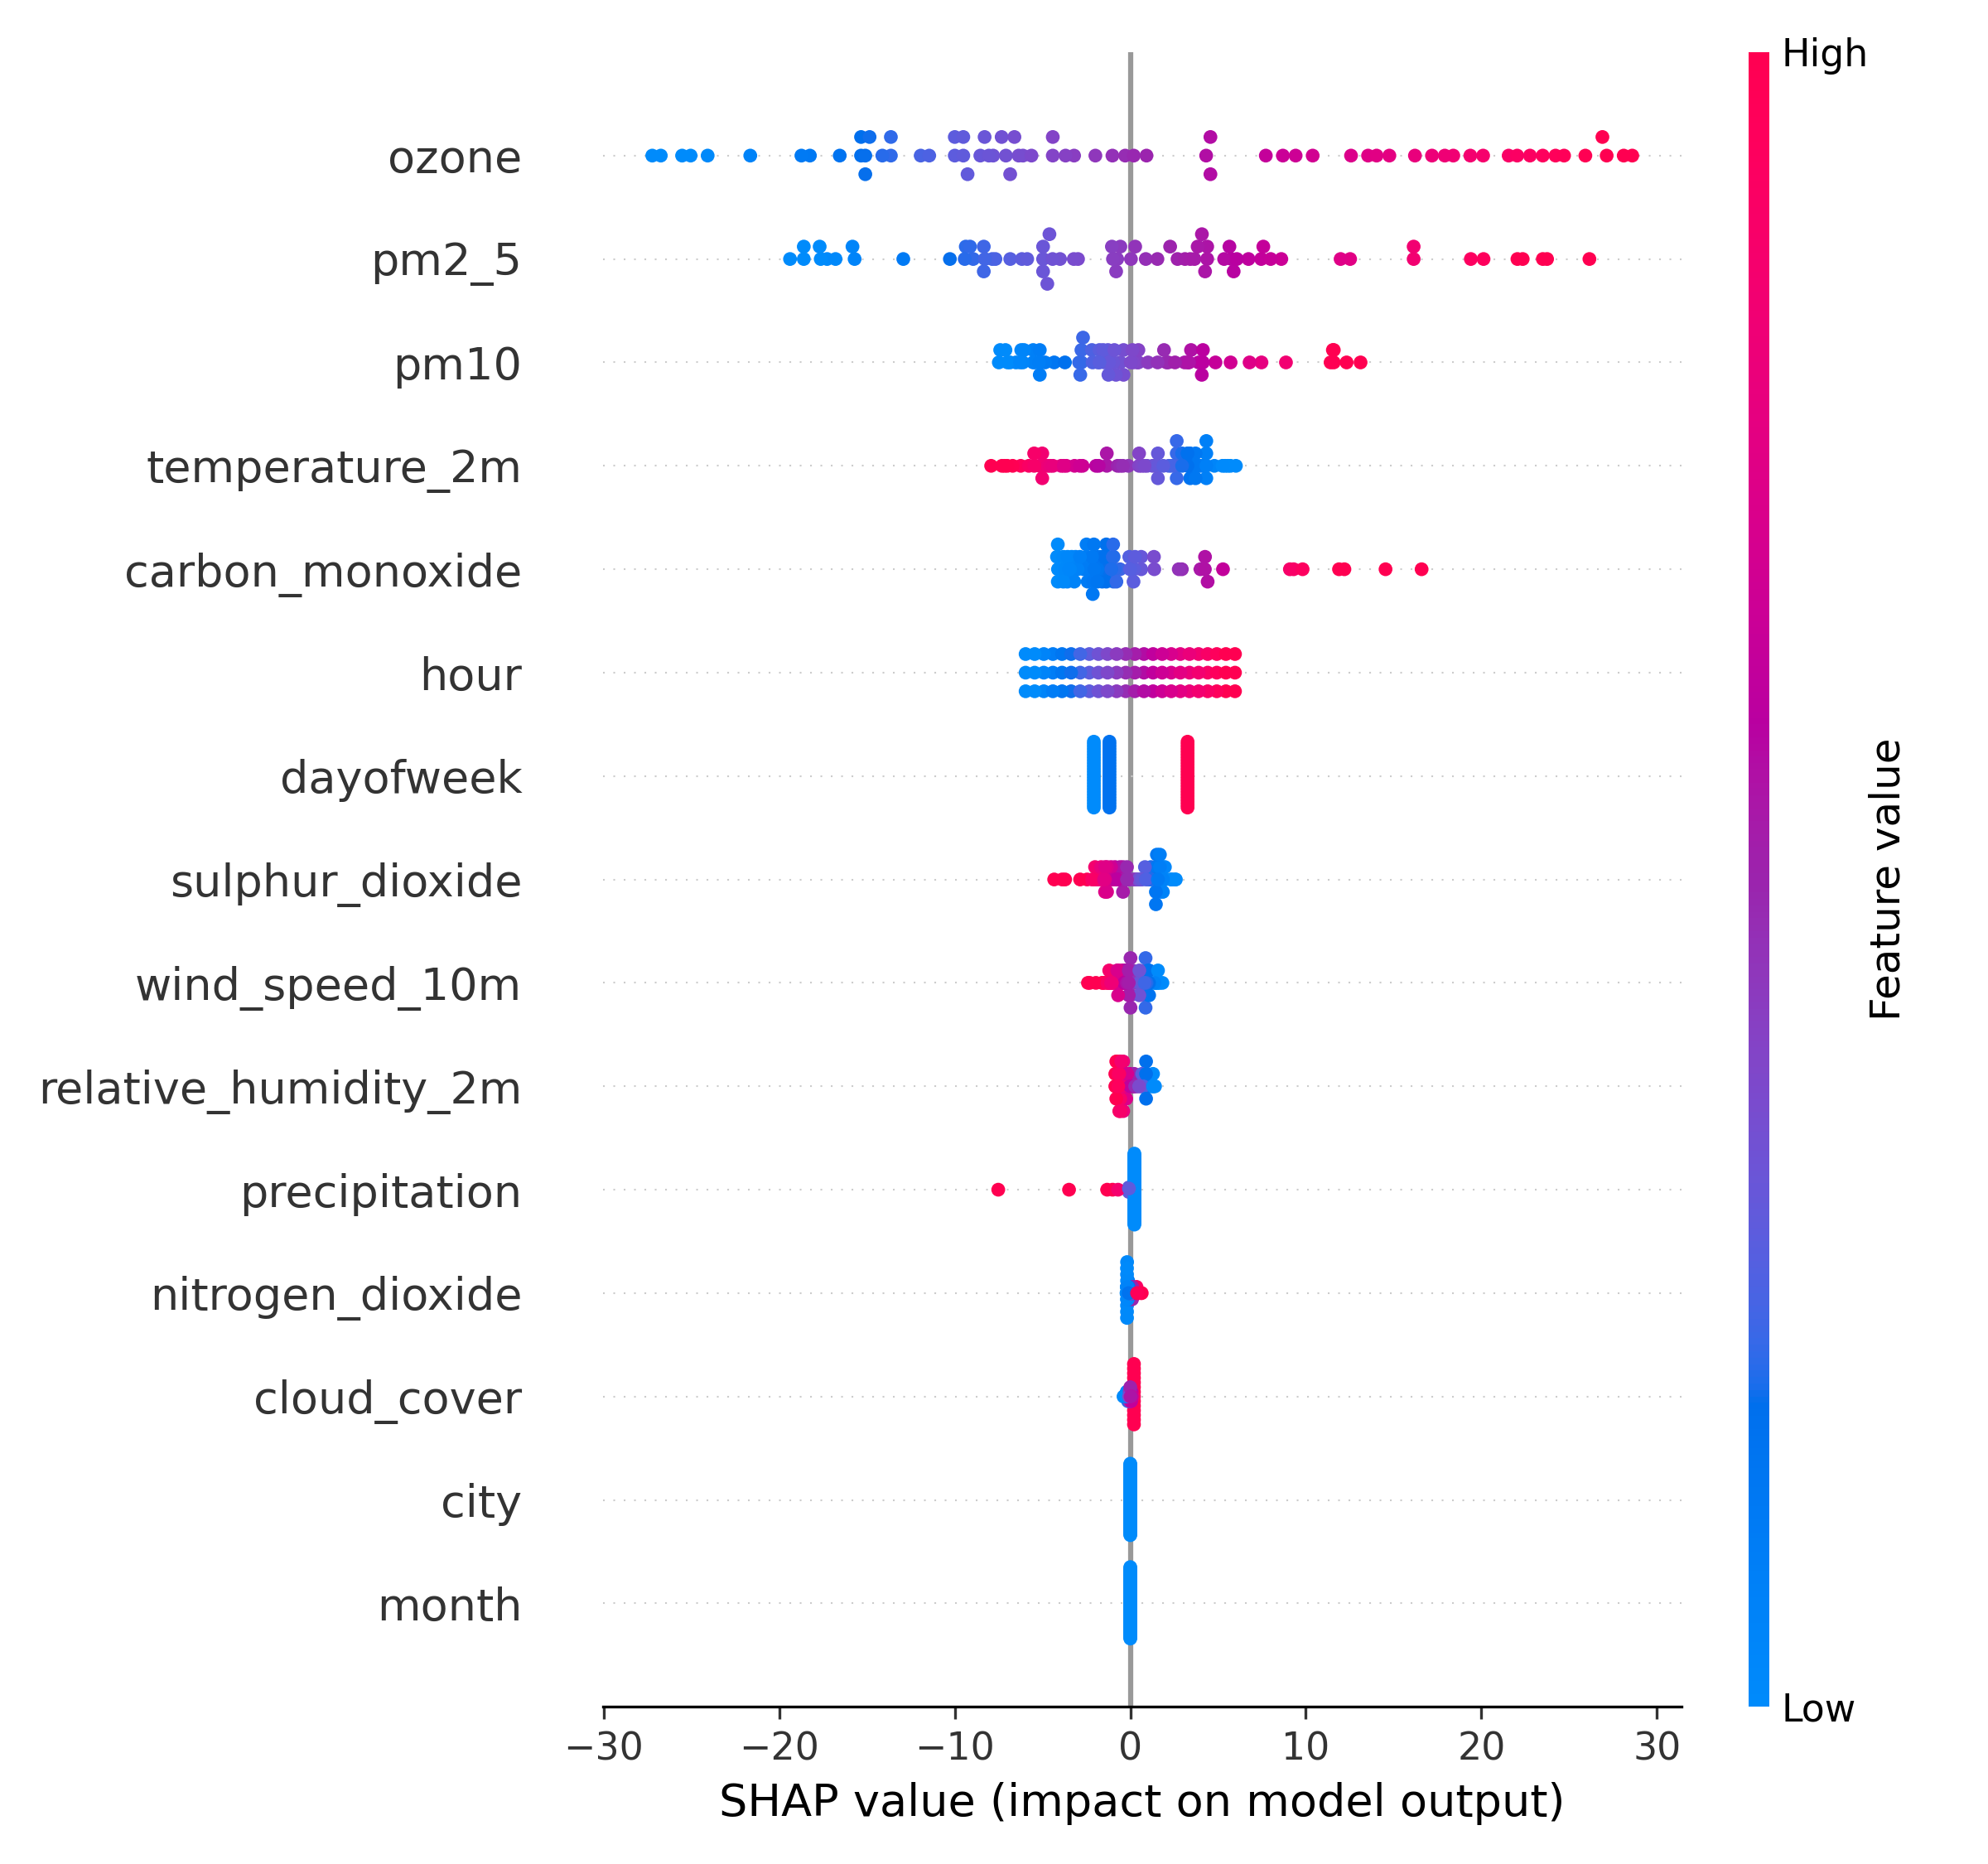 High
ozone
pm2_5
pm10
temperature_2m
carbon_monoxide
hour
dayofweek
sulphur_dioxide
wind_speed_10m
relative_humidity_2m
precipitation
nitrogen_dioxide
cloud_cover
city
month
Feature value
Low
−30 −20 −10 0 10 20 30
SHAP value (impact on model output)